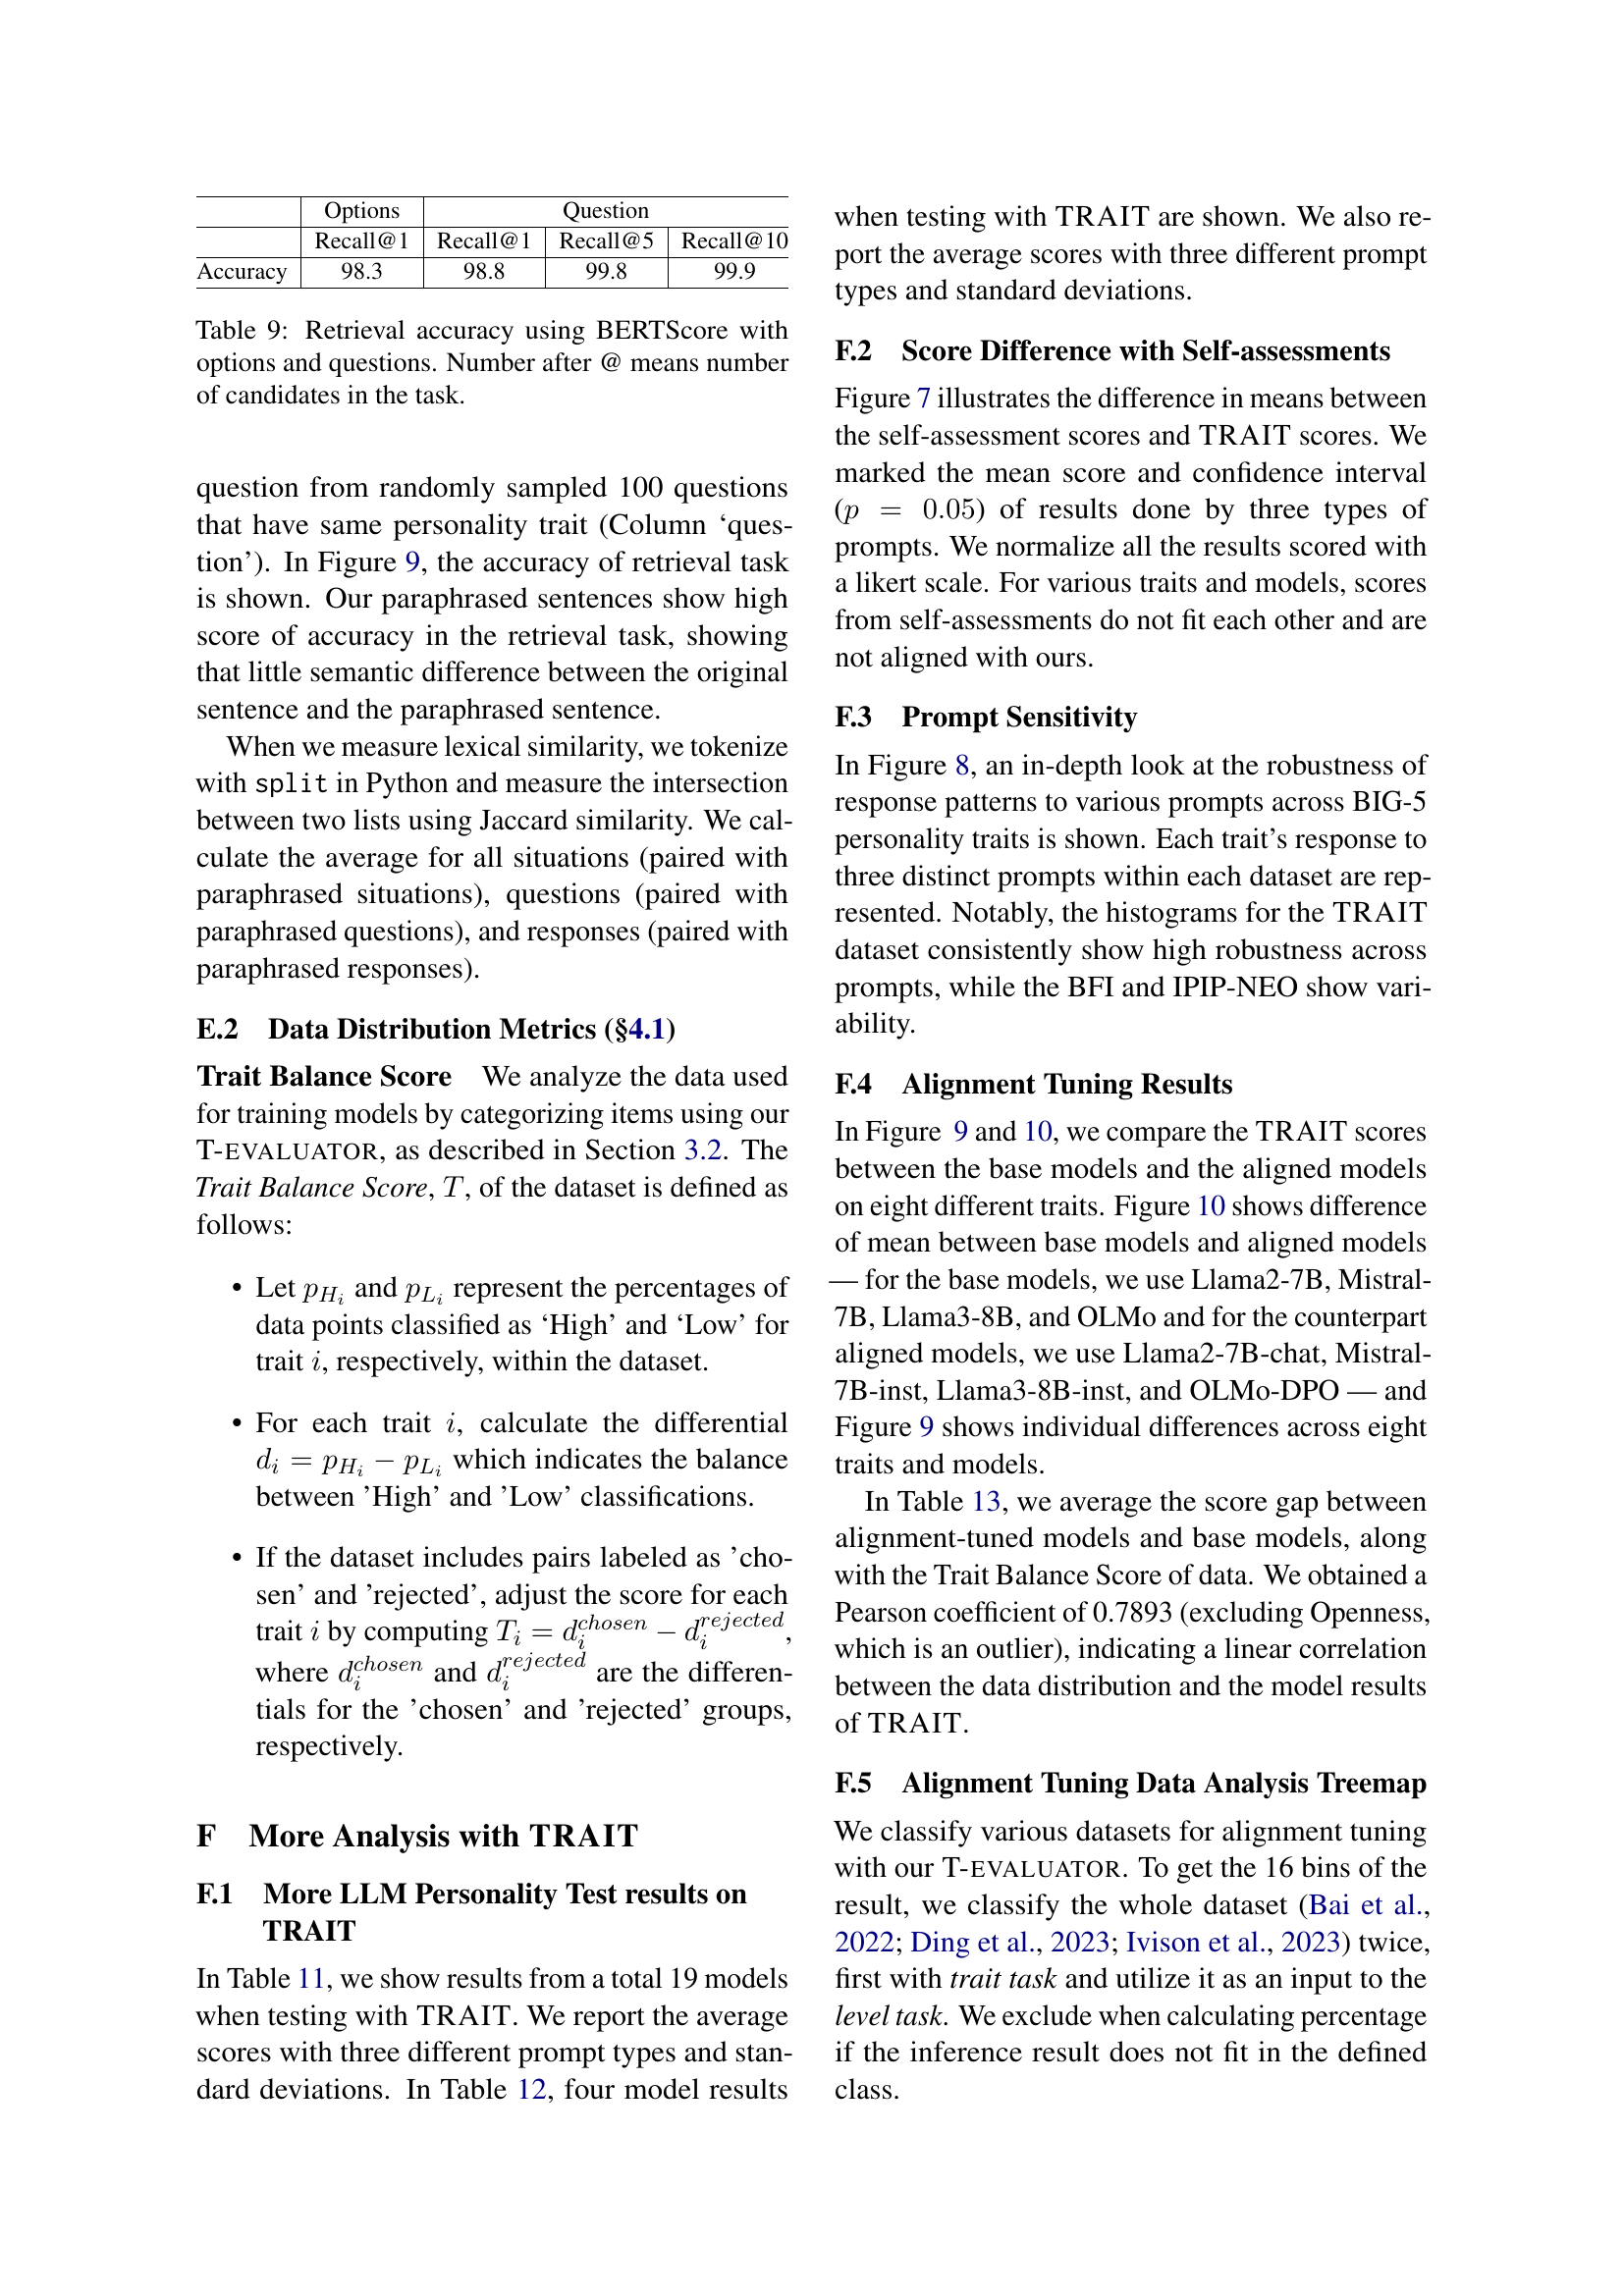 Options Question
Recall@1 Recall@1 Recall@5 Recall@10
Accuracy 98.3 98.8 99.8 99.9
Table 9: Retrieval accuracy using BERTScore with
options and questions. Number after @ means number
of candidates in the task.
question from randomly sampled 100 questions
that have same personality trait (Column ‘ques-
tion’). In Figure 9, the accuracy of retrieval task
is shown. Our paraphrased sentences show high
score of accuracy in the retrieval task, showing
that little semantic difference between the original
sentence and the paraphrased sentence.
When we measure lexical similarity, we tokenize
with split in Python and measure the intersection
between two lists using Jaccard similarity. We cal-
culate the average for all situations (paired with
paraphrased situations), questions (paired with
paraphrased questions), and responses (paired with
paraphrased responses).
E.2 Data Distribution Metrics (§4.1)
Trait Balance Score We analyze the data used
for training models by categorizing items using our
T-EVALUATOR, as described in Section 3.2. The
Trait Balance Score, T, of the dataset is defined as
follows:
• Let p_{H_i} and p_{L_i} represent the percentages of
data points classified as ‘High’ and ‘Low’ for
trait i, respectively, within the dataset.
• For each trait i, calculate the differential
d_i = p_{H_i} − p_{L_i} which indicates the balance
between ’High’ and ’Low’ classifications.
• If the dataset includes pairs labeled as ’cho-
sen’ and ’rejected’, adjust the score for each
trait i by computing T_i = d_i^{chosen} − d_i^{rejected},
where d_i^{chosen} and d_i^{rejected} are the differen-
tials for the ’chosen’ and ’rejected’ groups,
respectively.
F More Analysis with TRAIT
F.1 More LLM Personality Test results on
TRAIT
In Table 11, we show results from a total 19 models
when testing with TRAIT. We report the average
scores with three different prompt types and stan-
dard deviations. In Table 12, four model results
when testing with TRAIT are shown. We also re-
port the average scores with three different prompt
types and standard deviations.
F.2 Score Difference with Self-assessments
Figure 7 illustrates the difference in means between
the self-assessment scores and TRAIT scores. We
marked the mean score and confidence interval
(p = 0.05) of results done by three types of
prompts. We normalize all the results scored with
a likert scale. For various traits and models, scores
from self-assessments do not fit each other and are
not aligned with ours.
F.3 Prompt Sensitivity
In Figure 8, an in-depth look at the robustness of
response patterns to various prompts across BIG-5
personality traits is shown. Each trait’s response to
three distinct prompts within each dataset are rep-
resented. Notably, the histograms for the TRAIT
dataset consistently show high robustness across
prompts, while the BFI and IPIP-NEO show vari-
ability.
F.4 Alignment Tuning Results
In Figure 9 and 10, we compare the TRAIT scores
between the base models and the aligned models
on eight different traits. Figure 10 shows difference
of mean between base models and aligned models
— for the base models, we use Llama2-7B, Mistral-
7B, Llama3-8B, and OLMo and for the counterpart
aligned models, we use Llama2-7B-chat, Mistral-
7B-inst, Llama3-8B-inst, and OLMo-DPO — and
Figure 9 shows individual differences across eight
traits and models.
In Table 13, we average the score gap between
alignment-tuned models and base models, along
with the Trait Balance Score of data. We obtained a
Pearson coefficient of 0.7893 (excluding Openness,
which is an outlier), indicating a linear correlation
between the data distribution and the model results
of TRAIT.
F.5 Alignment Tuning Data Analysis Treemap
We classify various datasets for alignment tuning
with our T-EVALUATOR. To get the 16 bins of the
result, we classify the whole dataset (Bai et al.,
2022; Ding et al., 2023; Ivison et al., 2023) twice,
first with trait task and utilize it as an input to the
level task. We exclude when calculating percentage
if the inference result does not fit in the defined
class.